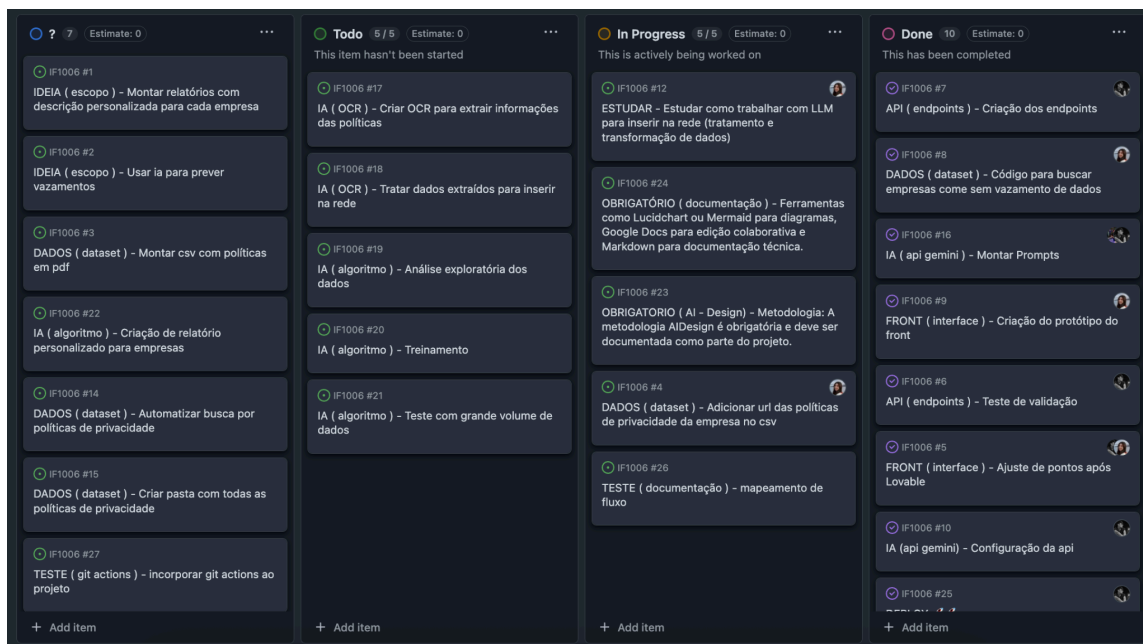 ? 7 Estimate: 0 ...
IF1006 #1
IDEIA ( escopo ) - Montar relatórios com
descrição personalizada para cada empresa
IF1006 #2
IDEIA ( escopo ) - Usar ia para prever
vazamentos
IF1006 #3
DADOS ( dataset ) - Montar csv com políticas
em pdf
IF1006 #22
IA ( algoritmo ) - Criação de relatório
personalizado para empresas
IF1006 #14
DADOS ( dataset ) - Automatizar busca por
políticas de privacidade
IF1006 #15
DADOS ( dataset ) - Criar pasta com todas as
políticas de privacidade
IF1006 #27
TESTE ( git actions ) - incorporar git actions ao
projeto
+ Add item
Todo 5 / 5 Estimate: 0 ...
This item hasn't been started
IF1006 #17
IA ( OCR ) - Criar OCR para extrair informações
das políticas
IF1006 #18
IA ( OCR ) - Tratar dados extraídos para inserir
na rede
IF1006 #19
IA ( algoritmo ) - Análise exploratória dos
dados
IF1006 #20
IA ( algoritmo ) - Treinamento
IF1006 #21
IA ( algoritmo ) - Teste com grande volume de
dados
+ Add item
In Progress 5 / 5 Estimate: 0 ...
This is actively being worked on
IF1006 #12
ESTUDAR - Estudar como trabalhar com LLM
para inserir na rede (tratamento e
transformação de dados)
IF1006 #24
OBRIGATÓRIO ( documentação ) - Ferramentas
como Lucidchart ou Mermaid para diagramas,
Google Docs para edição colaborativa e
Markdown para documentação técnica.
IF1006 #23
OBRIGATORIO ( AI - Design) - Metodologia: A
metodologia AIDesign é obrigatória e deve ser
documentada como parte do projeto.
IF1006 #4
DADOS ( dataset ) - Adicionar url das políticas
de privacidade da empresa no csv
IF1006 #26
TESTE ( documentação ) - mapeamento de
fluxo
+ Add item
Done 10 Estimate: 0 ...
This has been completed
IF1006 #7
API ( endpoints ) - Criação dos endpoints
IF1006 #8
DADOS ( dataset ) - Código para buscar
empresas come sem vazamento de dados
IF1006 #16
IA ( api gemini ) - Montar Prompts
IF1006 #9
FRONT ( interface ) - Criação do protótipo do
front
IF1006 #6
API ( endpoints ) - Teste de validação
IF1006 #5
FRONT ( interface ) - Ajuste de pontos após
Lovable
IF1006 #10
IA (api gemini) - Configuração da api
IF1006 #25
+ Add item